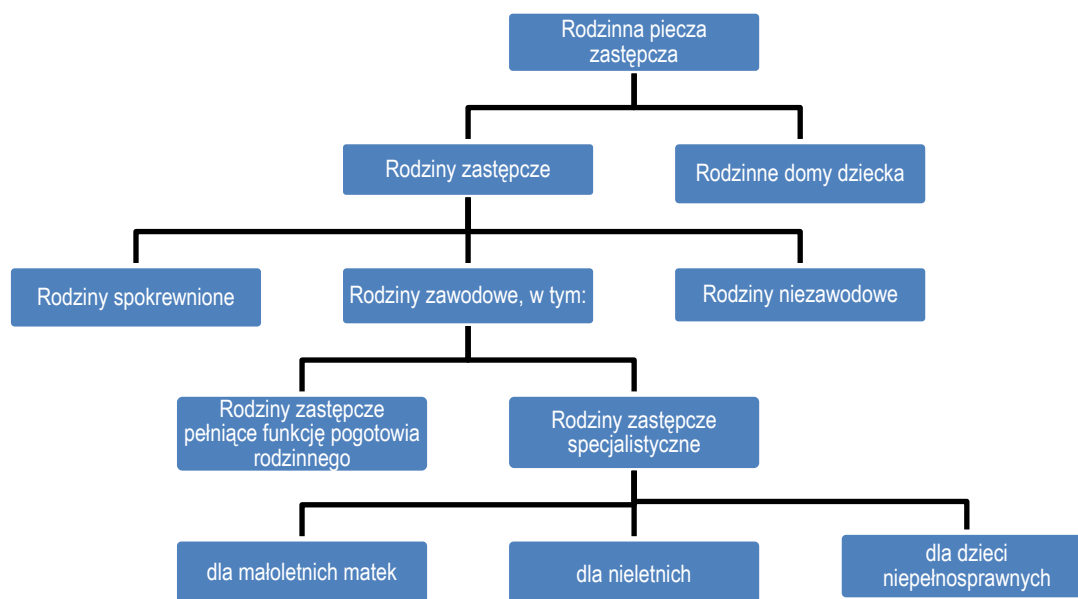 Rodzinna piecza
zastępcza
Rodziny zastępcze
Rodzinne domy dziecka
Rodziny spokrewnione
Rodziny zawodowe, w tym:
Rodziny niezawodowe
Rodziny zastępcze
pełniące funkcję pogotowia
rodzinnego
Rodziny zastępcze
specjalistyczne
dla małoletnich matek
dla nieletnich
dla dzieci
niepełnosprawnych